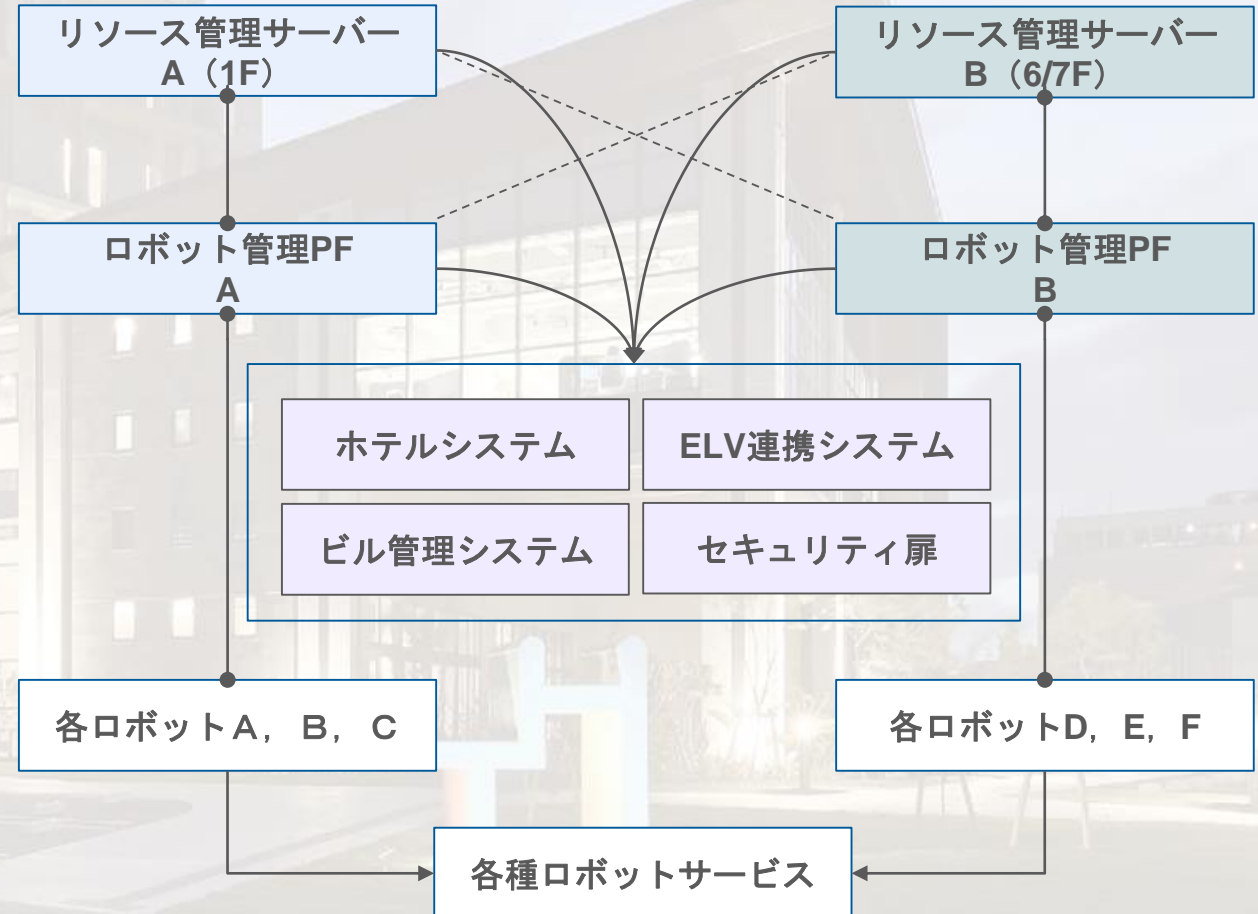 リソース管理サーバー
A（1F）
リソース管理サーバー
B（6/7F）
ロボット管理PF
A
ロボット管理PF
B
ホテルシステム
ELV連携システム
ビル管理システム
セキュリティ扉
各ロボットＡ，Ｂ，Ｃ
各ロボットD，E，F
各種ロボットサービス